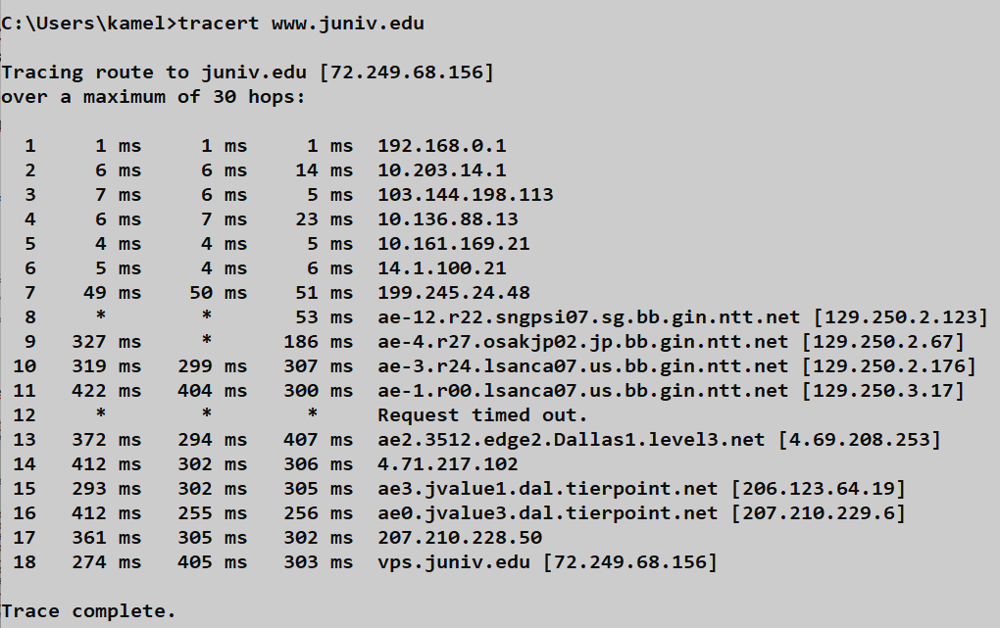 C:\Users\kamel>tracert www.juniv.edu
Tracing route to juniv.edu [72.249.68.156]
over a maximum of 30 hops:
1 1 ms 1 ms 1 ms 192.168.0.1
2 6 ms 6 ms 14 ms 10.203.14.1
3 7 ms 6 ms 5 ms 103.144.198.113
4 6 ms 7 ms 23 ms 10.136.88.13
5 4 ms 4 ms 5 ms 10.161.169.21
6 5 ms 4 ms 6 ms 14.1.100.21
7 49 ms 50 ms 51 ms 199.245.24.48
8 * * 53 ms ae-12.r22.sngpsi07.sg.bb.gin.ntt.net [129.250.2.123]
9 327 ms * 186 ms ae-4.r27.osakjp02.jp.bb.gin.ntt.net [129.250.2.67]
10 319 ms 299 ms 307 ms ae-3.r24.lsanca07.us.bb.gin.ntt.net [129.250.2.176]
11 422 ms 404 ms 300 ms ae-1.r00.lsanca07.us.bb.gin.ntt.net [129.250.3.17]
12 * * * Request timed out.
13 372 ms 294 ms 407 ms ae2.3512.edge2.Dallas1.level3.net [4.69.208.253]
14 412 ms 302 ms 306 ms 4.71.217.102
15 293 ms 302 ms 305 ms ae3.jvalue1.dal.tierpoint.net [206.123.64.19]
16 412 ms 255 ms 256 ms ae0.jvalue3.dal.tierpoint.net [207.210.229.6]
17 361 ms 305 ms 302 ms 207.210.228.50
18 274 ms 405 ms 303 ms vps.juniv.edu [72.249.68.156]
Trace complete.